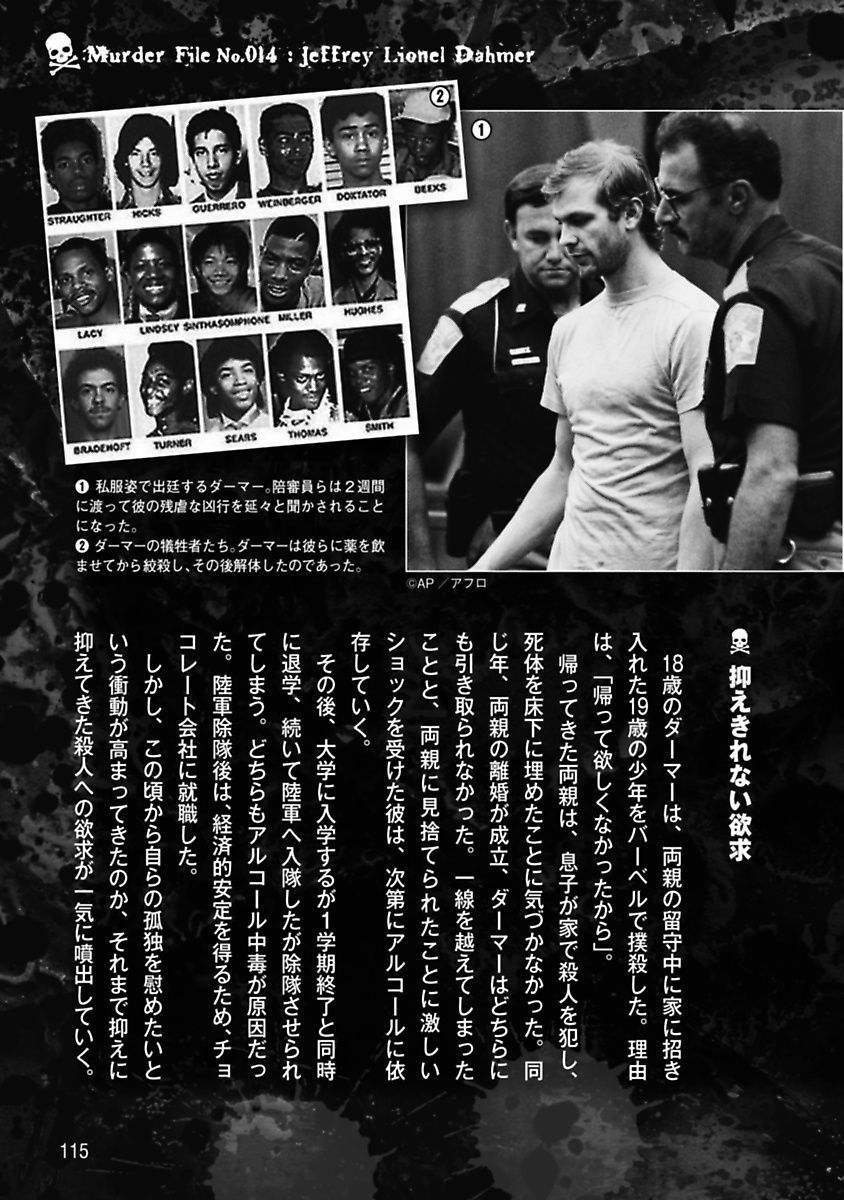 Murder File No.014 : Jeffrey Lionel Dahmer
②
①
STRAUGHTER HICKS GUERRERO WEINBERGER DOXTATOR BEEKS
LACY LINDSEY SINTHASOMPHONE MILLER HUGHES
BRADEHOFT TURNER SEARS THOMAS SMITH
❶ 私服姿で出廷するダーマー。陪審員らは2週間
に渡って彼の残虐な凶行を延々と聞かされること
になった。
❷ ダーマーの犠牲者たち。ダーマーは彼らに薬を飲
ませてから絞殺し、その後解体したのであった。
©AP／アフロ
抑えきれない欲求
18歳のダーマーは、両親の留守中に家に招き
入れた19歳の少年をバーベルで撲殺した。理由
は、「帰って欲しくなかったから」。
帰ってきた両親は、息子が家で殺人を犯し、
死体を床下に埋めたことに気づかなかった。同
じ年、両親の離婚が成立、ダーマーはどちらに
も引き取られなかった。一線を越えてしまった
ことと、両親に見捨てられたことに激しい
ショックを受けた彼は、次第にアルコールに依
存していく。
その後、大学に入学するが1学期終了と同時
に退学、続いて陸軍へ入隊したが除隊させられ
てしまう。どちらもアルコール中毒が原因だっ
た。陸軍除隊後は、経済的安定を得るため、チョ
コレート会社に就職した。
しかし、この頃から自らの孤独を慰めたいと
いう衝動が高まってきたのか、それまで抑えに
抑えてきた殺人への欲求が一気に噴出していく。
115